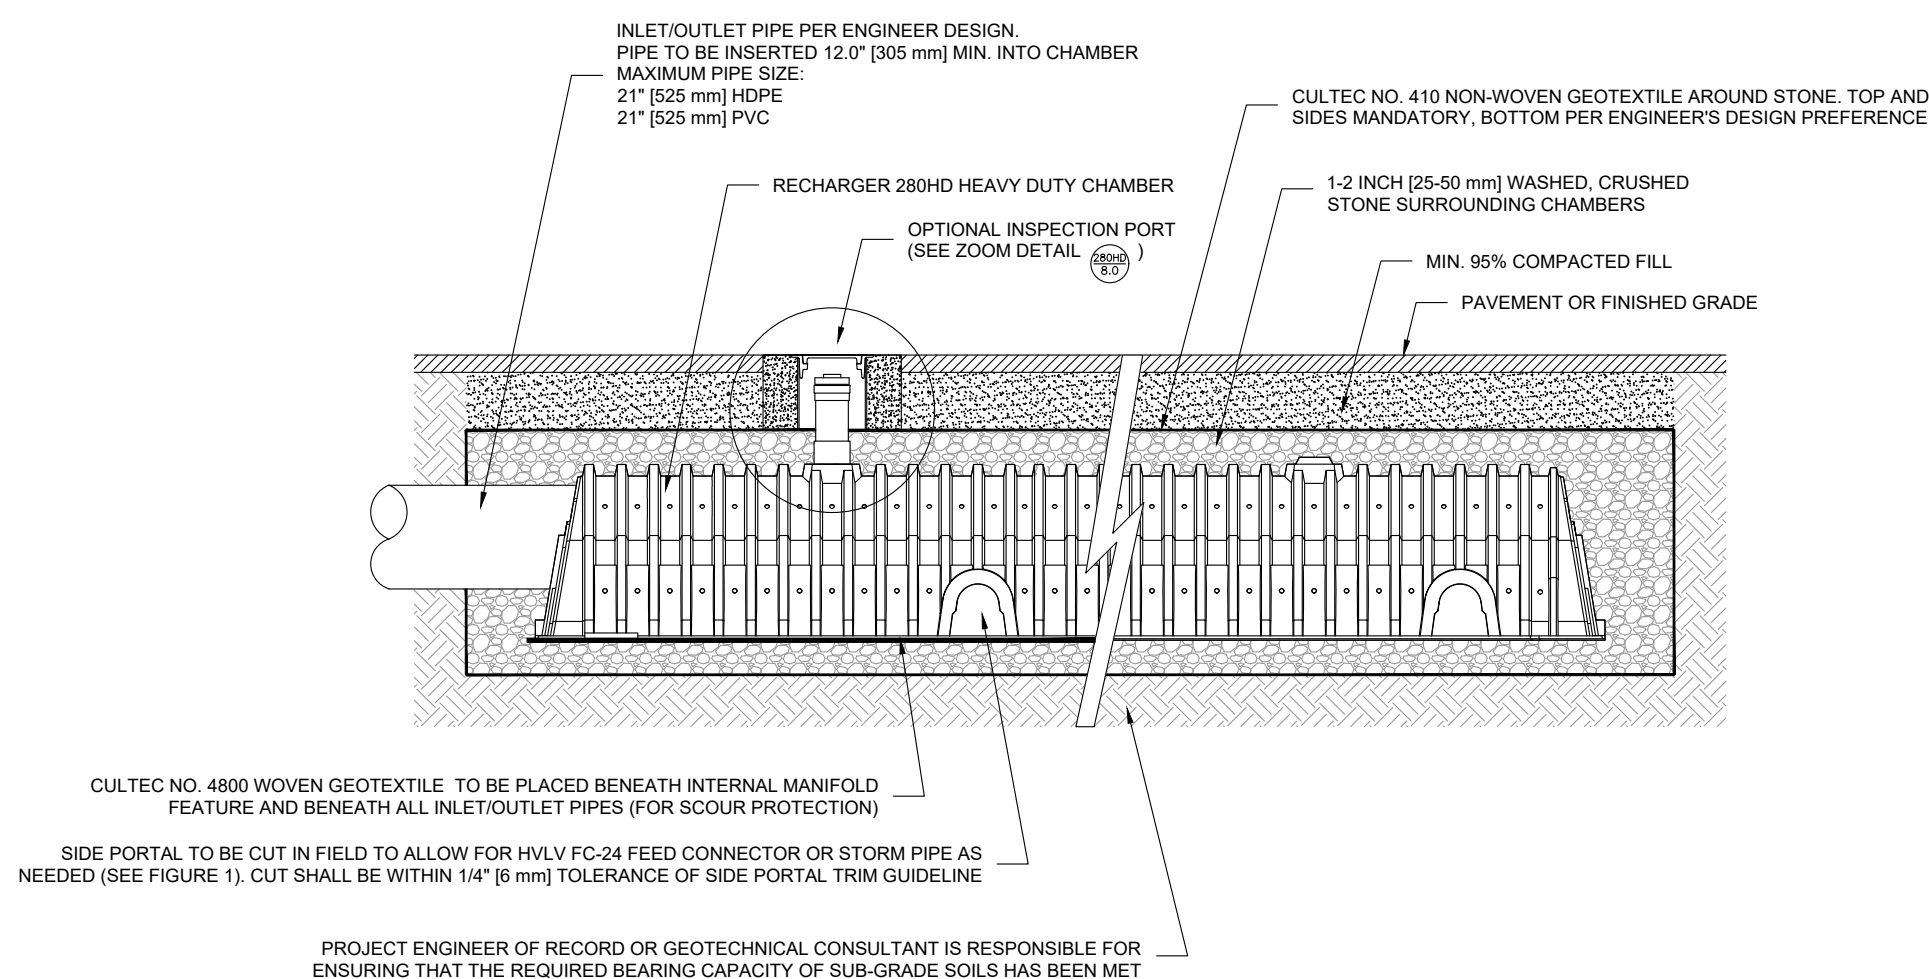 INLET/OUTLET PIPE PER ENGINEER DESIGN.
PIPE TO BE INSERTED 12.0" [305 mm] MIN. INTO CHAMBER
MAXIMUM PIPE SIZE:
21" [525 mm] HDPE
21" [525 mm] PVC
CULTEC NO. 410 NON-WOVEN GEOTEXTILE AROUND STONE. TOP AND
SIDES MANDATORY, BOTTOM PER ENGINEER'S DESIGN PREFERENCE
RECHARGER 280HD HEAVY DUTY CHAMBER
1-2 INCH [25-50 mm] WASHED, CRUSHED
STONE SURROUNDING CHAMBERS
OPTIONAL INSPECTION PORT
(SEE ZOOM DETAIL 280HD )
8.0
MIN. 95% COMPACTED FILL
PAVEMENT OR FINISHED GRADE
CULTEC NO. 4800 WOVEN GEOTEXTILE  TO BE PLACED BENEATH INTERNAL MANIFOLD
FEATURE AND BENEATH ALL INLET/OUTLET PIPES (FOR SCOUR PROTECTION)
SIDE PORTAL TO BE CUT IN FIELD TO ALLOW FOR HVLV FC-24 FEED CONNECTOR OR STORM PIPE AS
NEEDED (SEE FIGURE 1). CUT SHALL BE WITHIN 1/4" [6 mm] TOLERANCE OF SIDE PORTAL TRIM GUIDELINE
PROJECT ENGINEER OF RECORD OR GEOTECHNICAL CONSULTANT IS RESPONSIBLE FOR
ENSURING THAT THE REQUIRED BEARING CAPACITY OF SUB-GRADE SOILS HAS BEEN MET